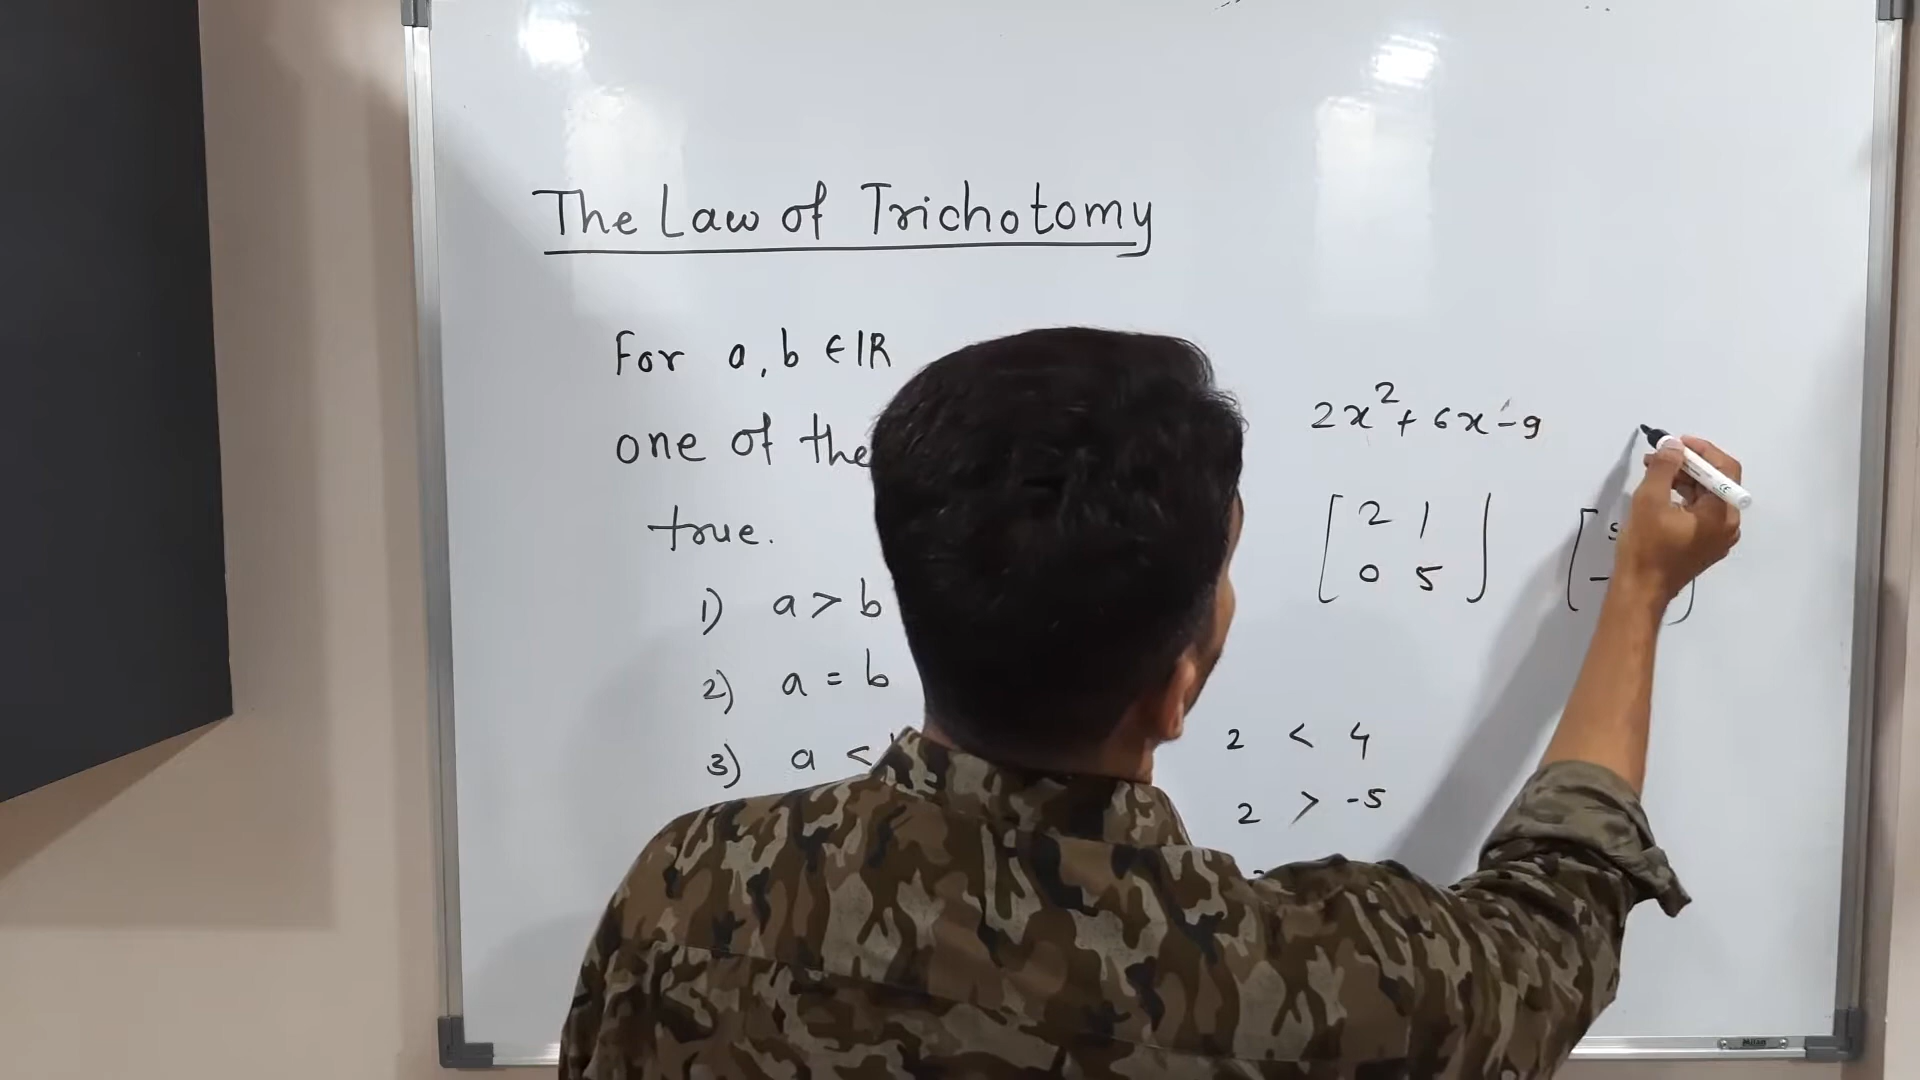 The Law of Trichotomy
For a, b ∈ ℝ
one of the
true.
1) a > b
2) a = b
3) a <
2x² + 6x - 9
[2 1
0 5]
2 < 4
2 > -5
Milan